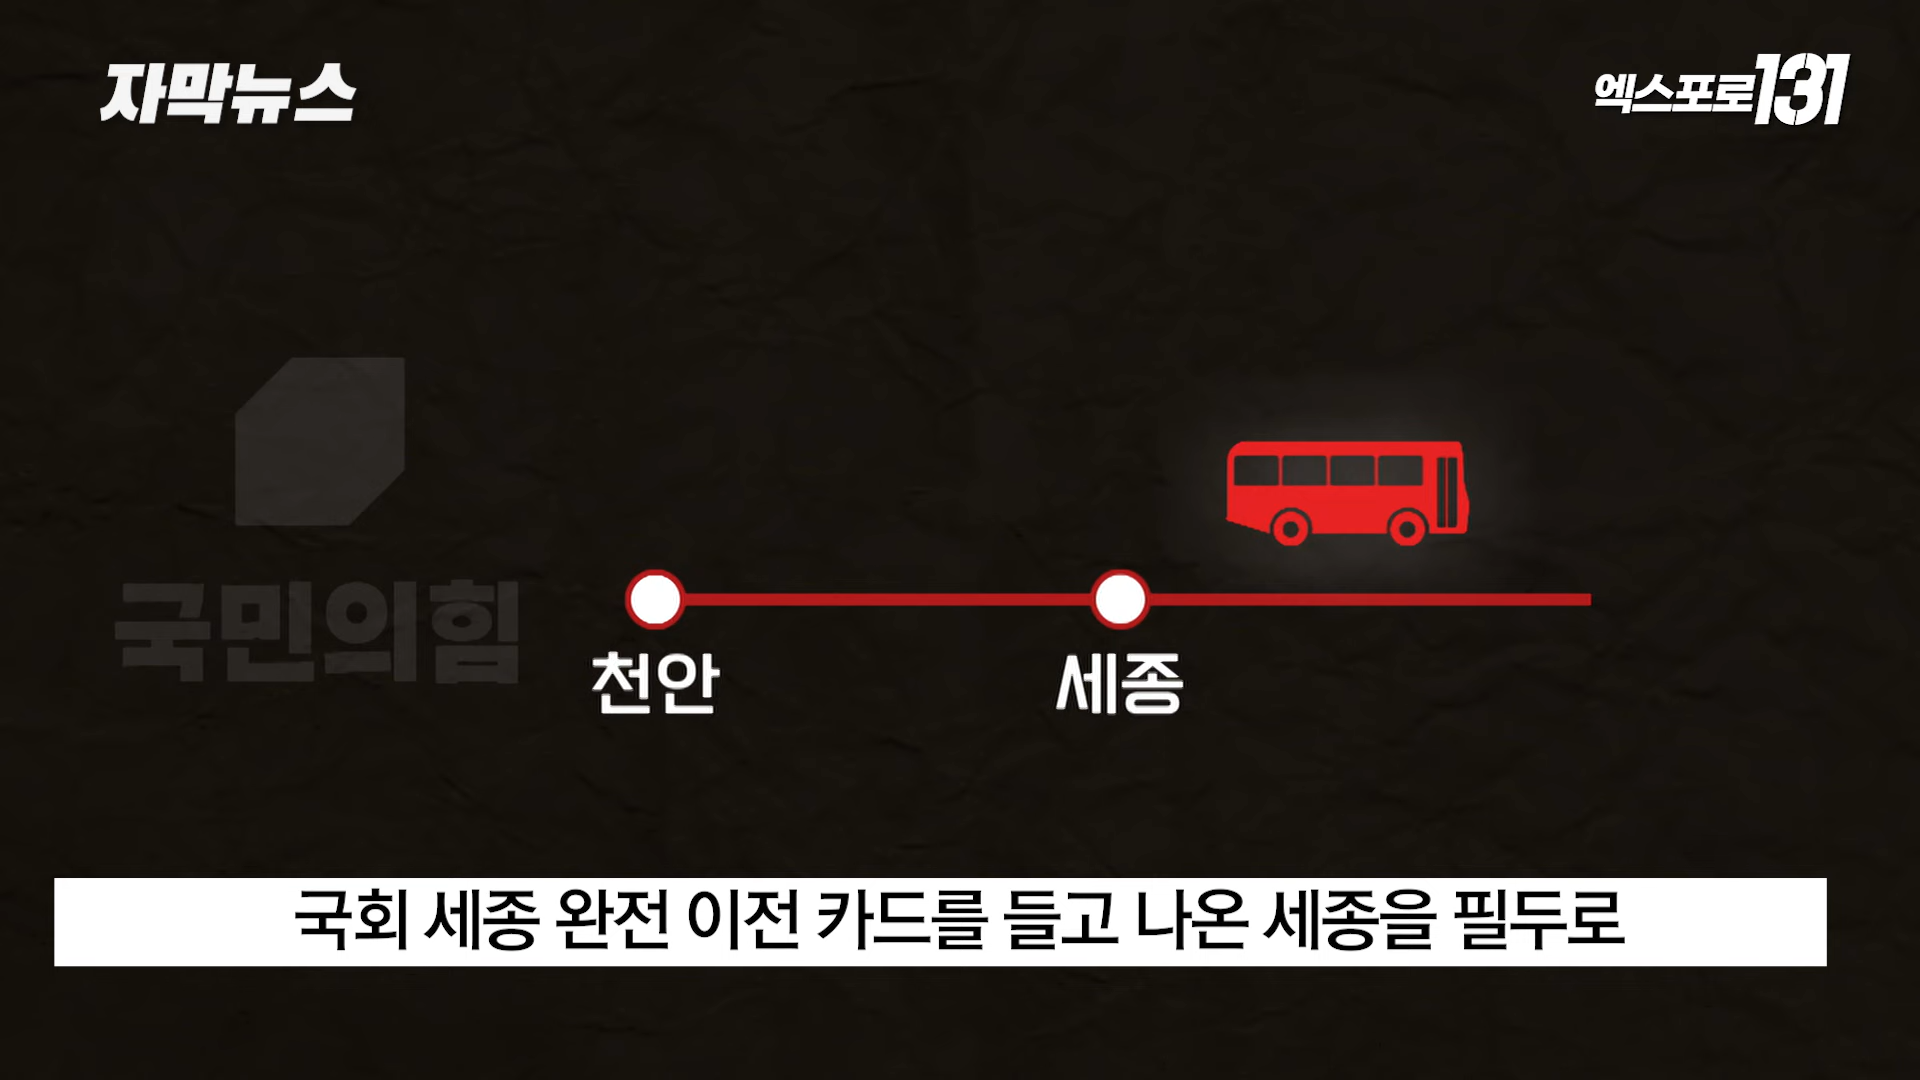 자막뉴스
엑스포로131
국민의힘
천안
세종
국회 세종 완전 이전 카드를 들고 나온 세종을 필두로